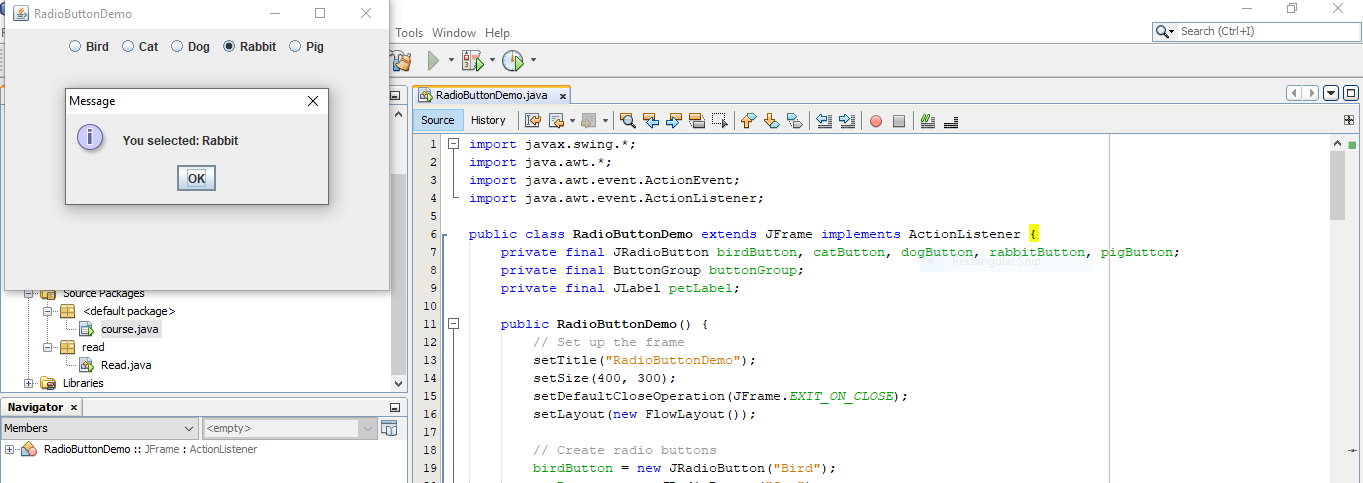 RadioButtonDemo
Bird Cat Dog Rabbit Pig
Message
You selected: Rabbit
OK
Tools Window Help
Search (Ctrl+I)
Source Packages
<default package>
course.java
read
Read.java
Libraries
Navigator
Members
<empty>
RadioButtonDemo :: JFrame : ActionListener
RadioButtonDemo.java
Source History
1 import javax.swing.*;
2 import java.awt.*;
3 import java.awt.event.ActionEvent;
4 import java.awt.event.ActionListener;
5
6 public class RadioButtonDemo extends JFrame implements ActionListener {
7 private final JRadioButton birdButton, catButton, dogButton, rabbitButton, pigButton;
Rectangular Snip
8 private final ButtonGroup buttonGroup;
9 private final JLabel petLabel;
10
11 public RadioButtonDemo() {
12 // Set up the frame
13 setTitle("RadioButtonDemo");
14 setSize(400, 300);
15 setDefaultCloseOperation(JFrame.EXIT_ON_CLOSE);
16 setLayout(new FlowLayout());
17
18 // Create radio buttons
19 birdButton = new JRadioButton("Bird");